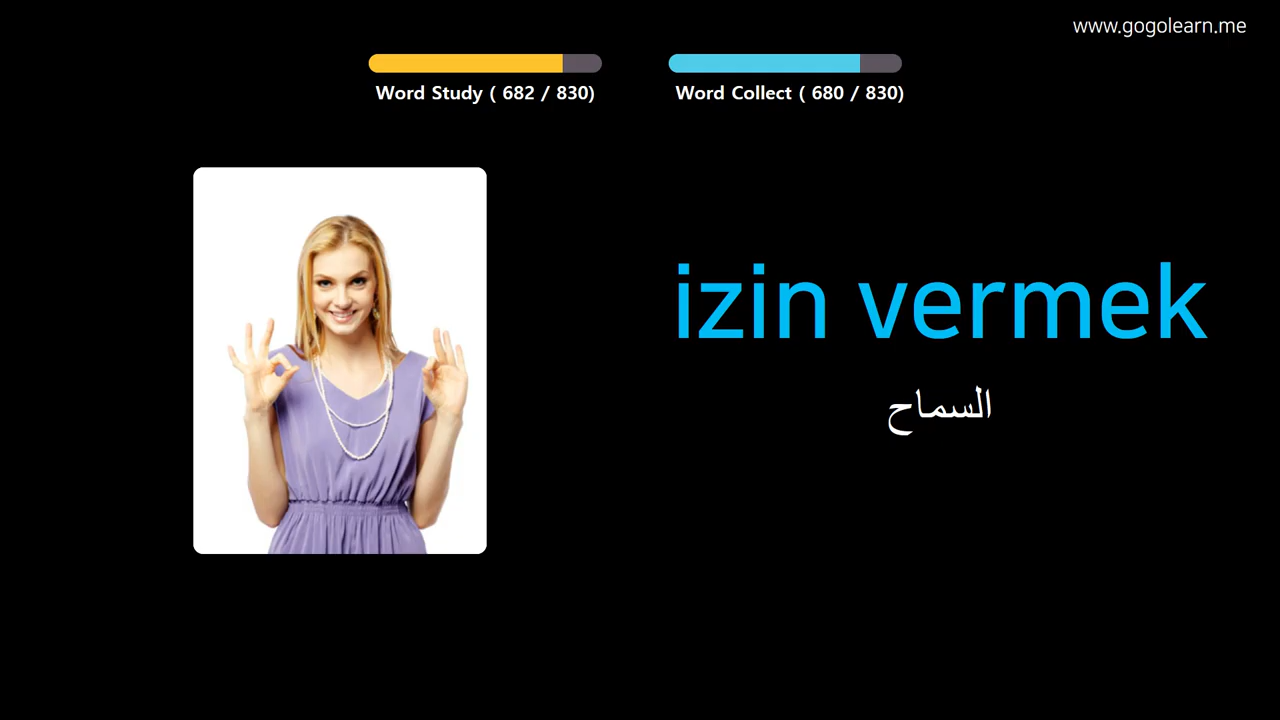 www.gogolearn.me
Word Study ( 682 / 830)
Word Collect ( 680 / 830)
izin vermek
السماح